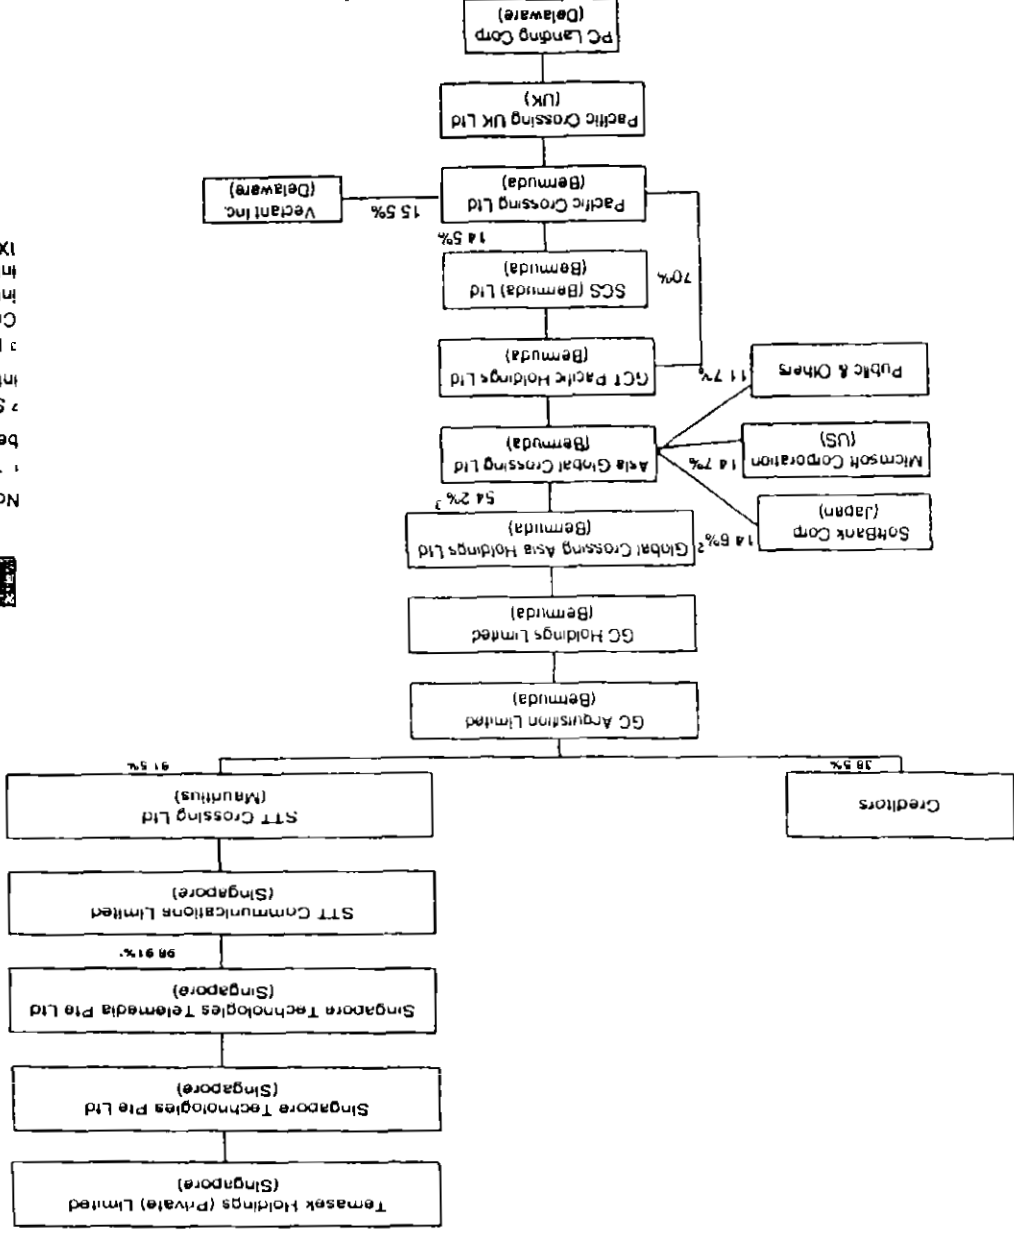 Temasek Holdings (Private) Limited
(Singapore)
Singapore Technologies Pte Ltd
(Singapore)
Singapore Technologies Telemedia Pte Ltd
(Singapore)
98 91%
STT Communications Limited
(Singapore)
Creditors
STT Crossing Ltd
(Mauritius)
38 5%
61 5%
GC Acquisition Limited
(Bermuda)
GC Holdings Limited
(Bermuda)
Global Crossing Asia Holdings Ltd
(Bermuda)
SoftBank Corp
(Japan)
14 6% 2
54 2% 3
Microsoft Corporation
(US)
14 7%
Asia Global Crossing Ltd
(Bermuda)
Public & Others
11 7%
GCT Pacific Holdings Ltd
(Bermuda)
70%
SCS (Bermuda) Ltd
(Bermuda)
14 5%
Pacific Crossing Ltd
(Bermuda)
15 5%
Vectant Inc.
(Delaware)
Pacific Crossing UK Ltd
(UK)
PC Landing Corp
(Delaware)